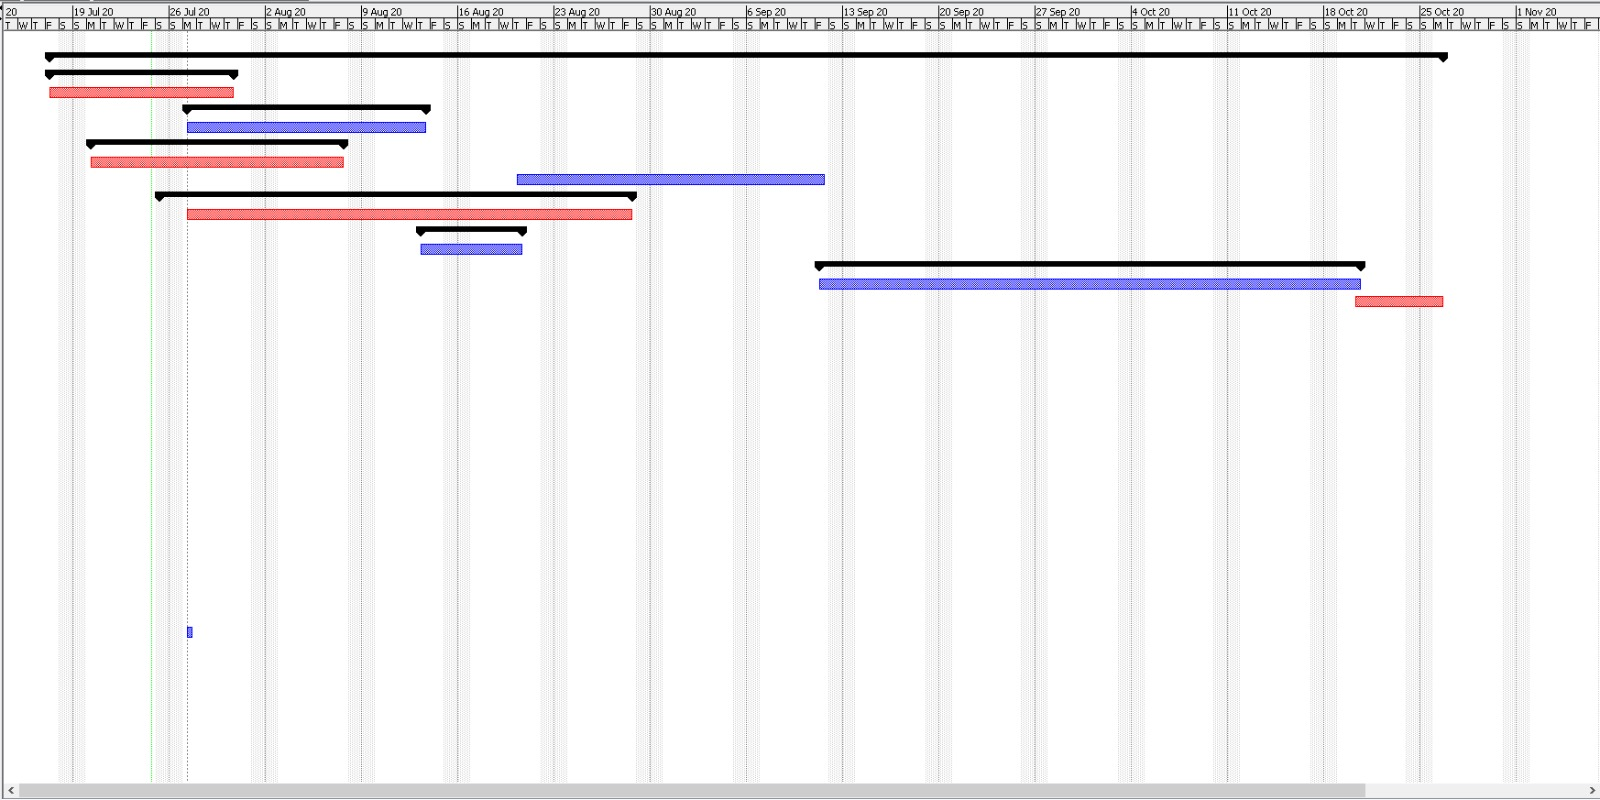 20 19 Jul 20 26 Jul 20 2 Aug 20 9 Aug 20 16 Aug 20 23 Aug 20 30 Aug 20 6 Sep 20 13 Sep 20 20 Sep 20 27 Sep 20 4 Oct 20 11 Oct 20 18 Oct 20 25 Oct 20 1 Nov 20
T W T F S S M T W T F S S M T W T F S S M T W T F S S M T W T F S S M T W T F S S M T W T F S S M T W T F S S M T W T F S S M T W T F S S M T W T F S S M T W T F S S M T W T F S S M T W T F S S M T W T F S S M T W T F S S M T W T F